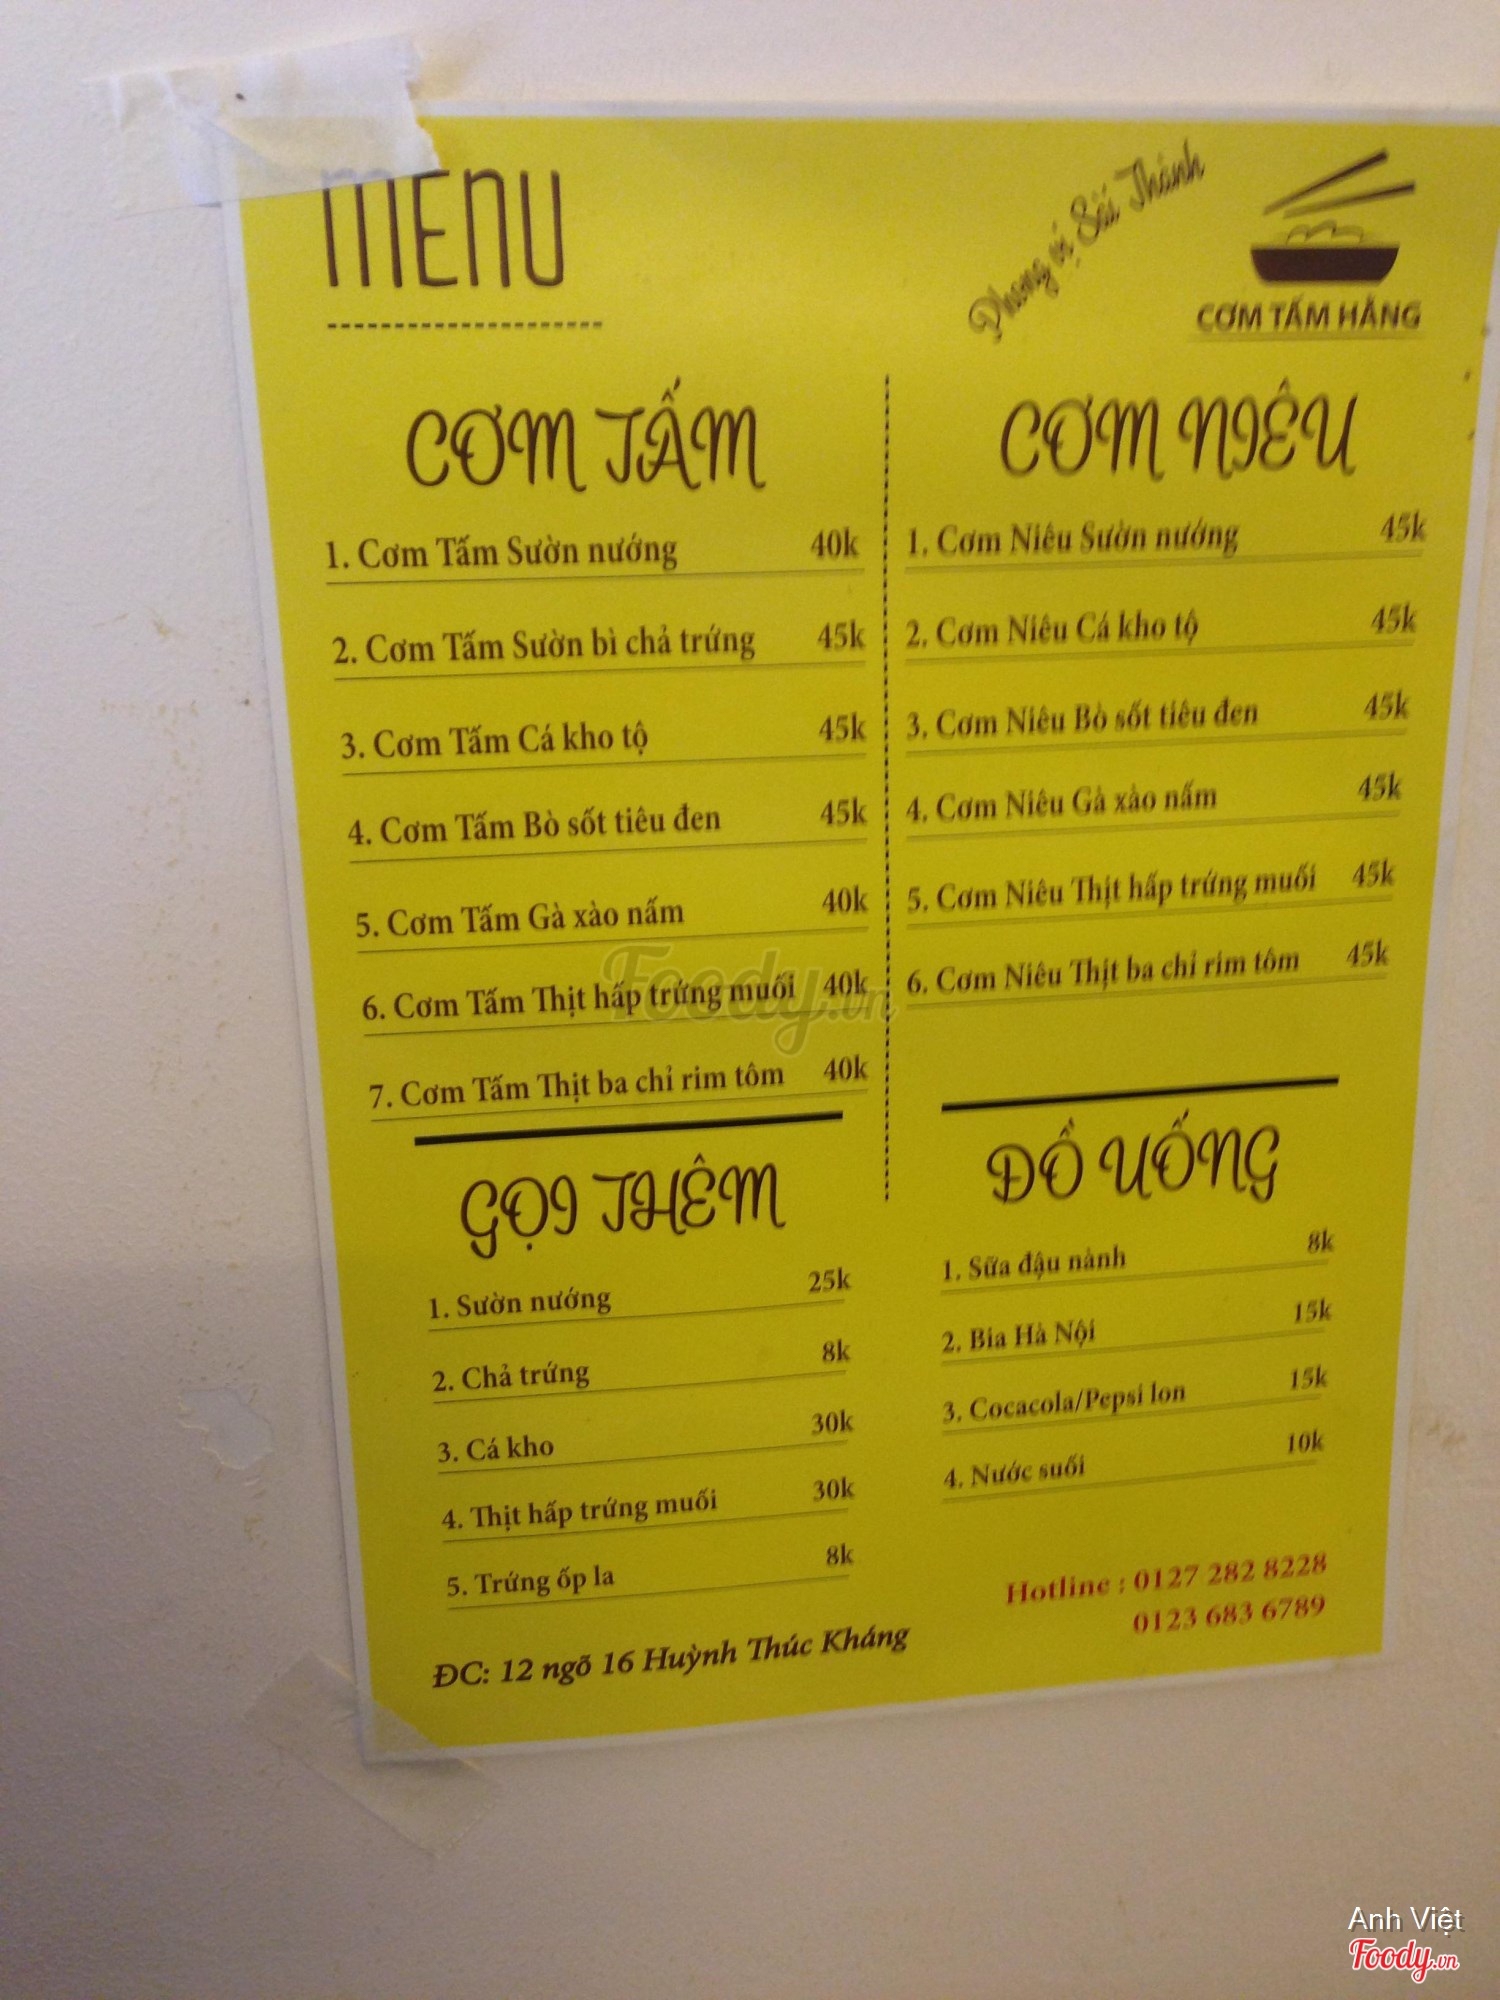 MENU
Phong vị Sài Thành
CƠM TẤM HẰNG
CƠM TẤM
1. Cơm Tấm Sườn nướng 40k
2. Cơm Tấm Sườn bì chả trứng 45k
3. Cơm Tấm Cá kho tộ 45k
4. Cơm Tấm Bò sốt tiêu đen 45k
5. Cơm Tấm Gà xào nấm 40k
6. Cơm Tấm Thịt hấp trứng muối 40k
7. Cơm Tấm Thịt ba chỉ rim tôm 40k
CƠM NIÊU
1. Cơm Niêu Sườn nướng 45k
2. Cơm Niêu Cá kho tộ 45k
3. Cơm Niêu Bò sốt tiêu đen 45k
4. Cơm Niêu Gà xào nấm 45k
5. Cơm Niêu Thịt hấp trứng muối 45k
6. Cơm Niêu Thịt ba chỉ rim tôm 45k
GỌI THÊM
1. Sườn nướng 25k
2. Chả trứng 8k
3. Cá kho 30k
4. Thịt hấp trứng muối 30k
5. Trứng ốp la 8k
ĐỒ UỐNG
1. Sữa đậu nành 8k
2. Bia Hà Nội 15k
3. Cocacola/Pepsi lon 15k
4. Nước suối 10k
Hotline : 0127 282 8228
0123 683 6789
ĐC: 12 ngõ 16 Huỳnh Thúc Kháng
Foody.vn
Anh Việt
Foody.vn